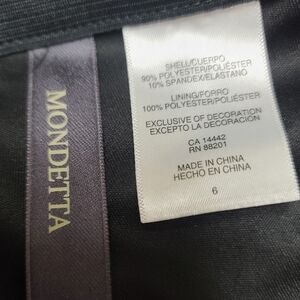 MONDETTA
SHELL/CUERPO
90% POLYESTER/POLIÉSTER
10% SPANDEX/ELASTANO
LINING/FORRO
100% POLYESTER/POLIÉSTER
EXCLUSIVE OF DECORATION
EXCEPTO LA DECORACIÓN
CA 14442
RN 88201
MADE IN CHINA
HECHO EN CHINA
6